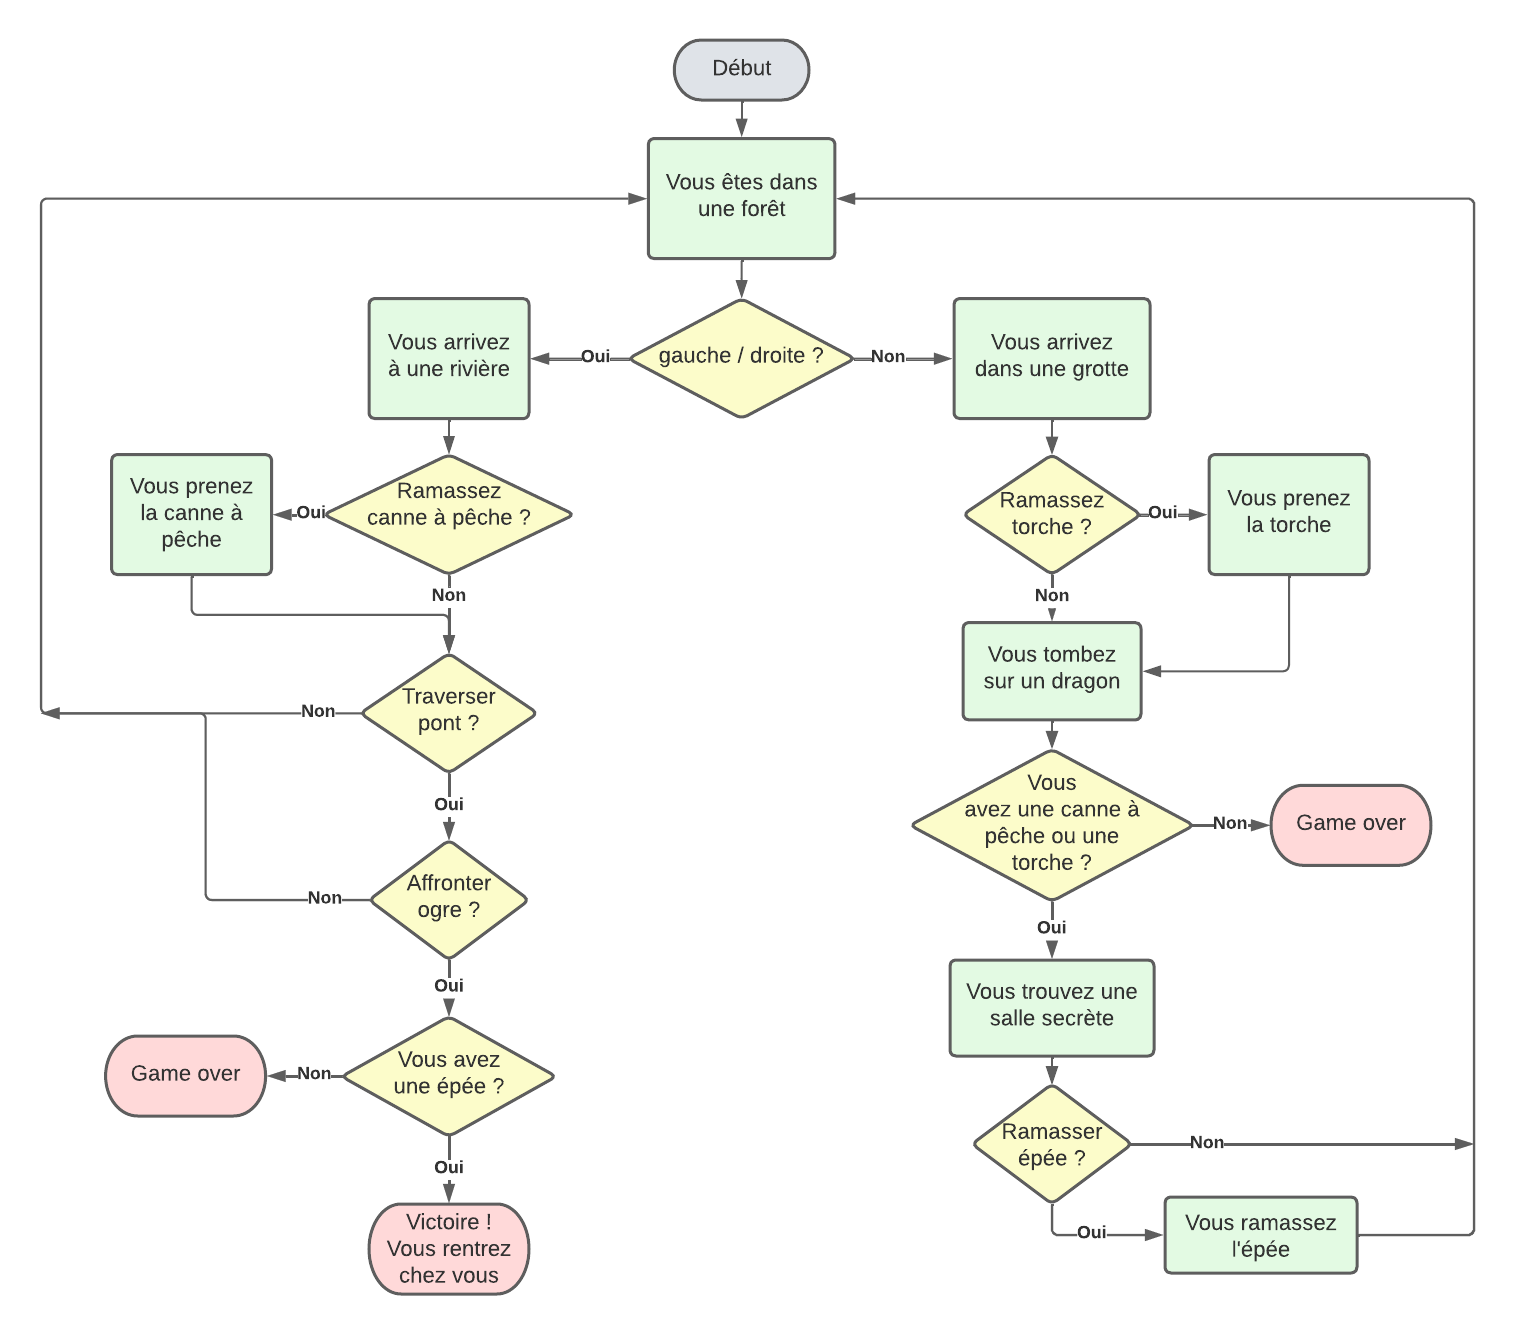 Début
Vous êtes dans
une forêt
Vous arrivez
à une rivière
Oui
gauche / droite ?
Non
Vous arrivez
dans une grotte
Vous prenez
la canne à
pêche
Oui
Ramassez
canne à pêche ?
Non
Ramassez
torche ?
Oui
Vous prenez
la torche
Non
Vous tombez
sur un dragon
Traverser
pont ?
Non
Oui
Vous
avez une canne à
pêche ou une
torche ?
Non
Game over
Affronter
ogre ?
Non
Oui
Oui
Vous trouvez une
salle secrète
Game over
Non
Vous avez
une épée ?
Oui
Ramasser
épée ?
Non
Oui
Vous ramassez
l'épée
Victoire !
Vous rentrez
chez vous